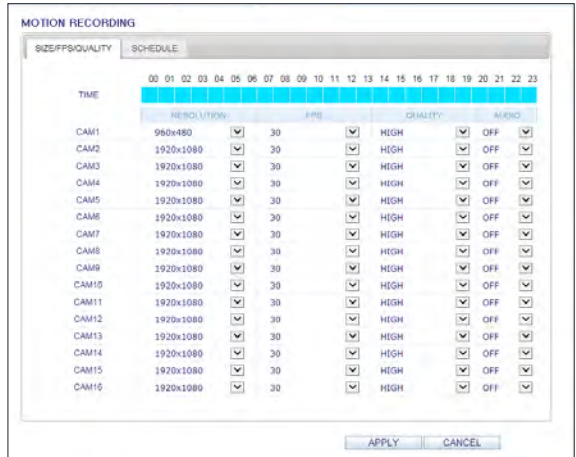 MOTION RECORDING
SIZE/FPS/QUALITY SCHEDULE
00 01 02 03 04 05 06 07 08 09 10 11 12 13 14 15 16 17 18 19 20 21 22 23
TIME
RESOLUTION FPS QUALITY AUDIO
CAM1 960x480 30 HIGH OFF
CAM2 1920x1080 30 HIGH OFF
CAM3 1920x1080 30 HIGH OFF
CAM4 1920x1080 30 HIGH OFF
CAM5 1920x1080 30 HIGH OFF
CAM6 1920x1080 30 HIGH OFF
CAM7 1920x1080 30 HIGH OFF
CAM8 1920x1080 30 HIGH OFF
CAM9 1920x1080 30 HIGH OFF
CAM10 1920x1080 30 HIGH OFF
CAM11 1920x1080 30 HIGH OFF
CAM12 1920x1080 30 HIGH OFF
CAM13 1920x1080 30 HIGH OFF
CAM14 1920x1080 30 HIGH OFF
CAM15 1920x1080 30 HIGH OFF
CAM16 1920x1080 30 HIGH OFF
APPLY CANCEL